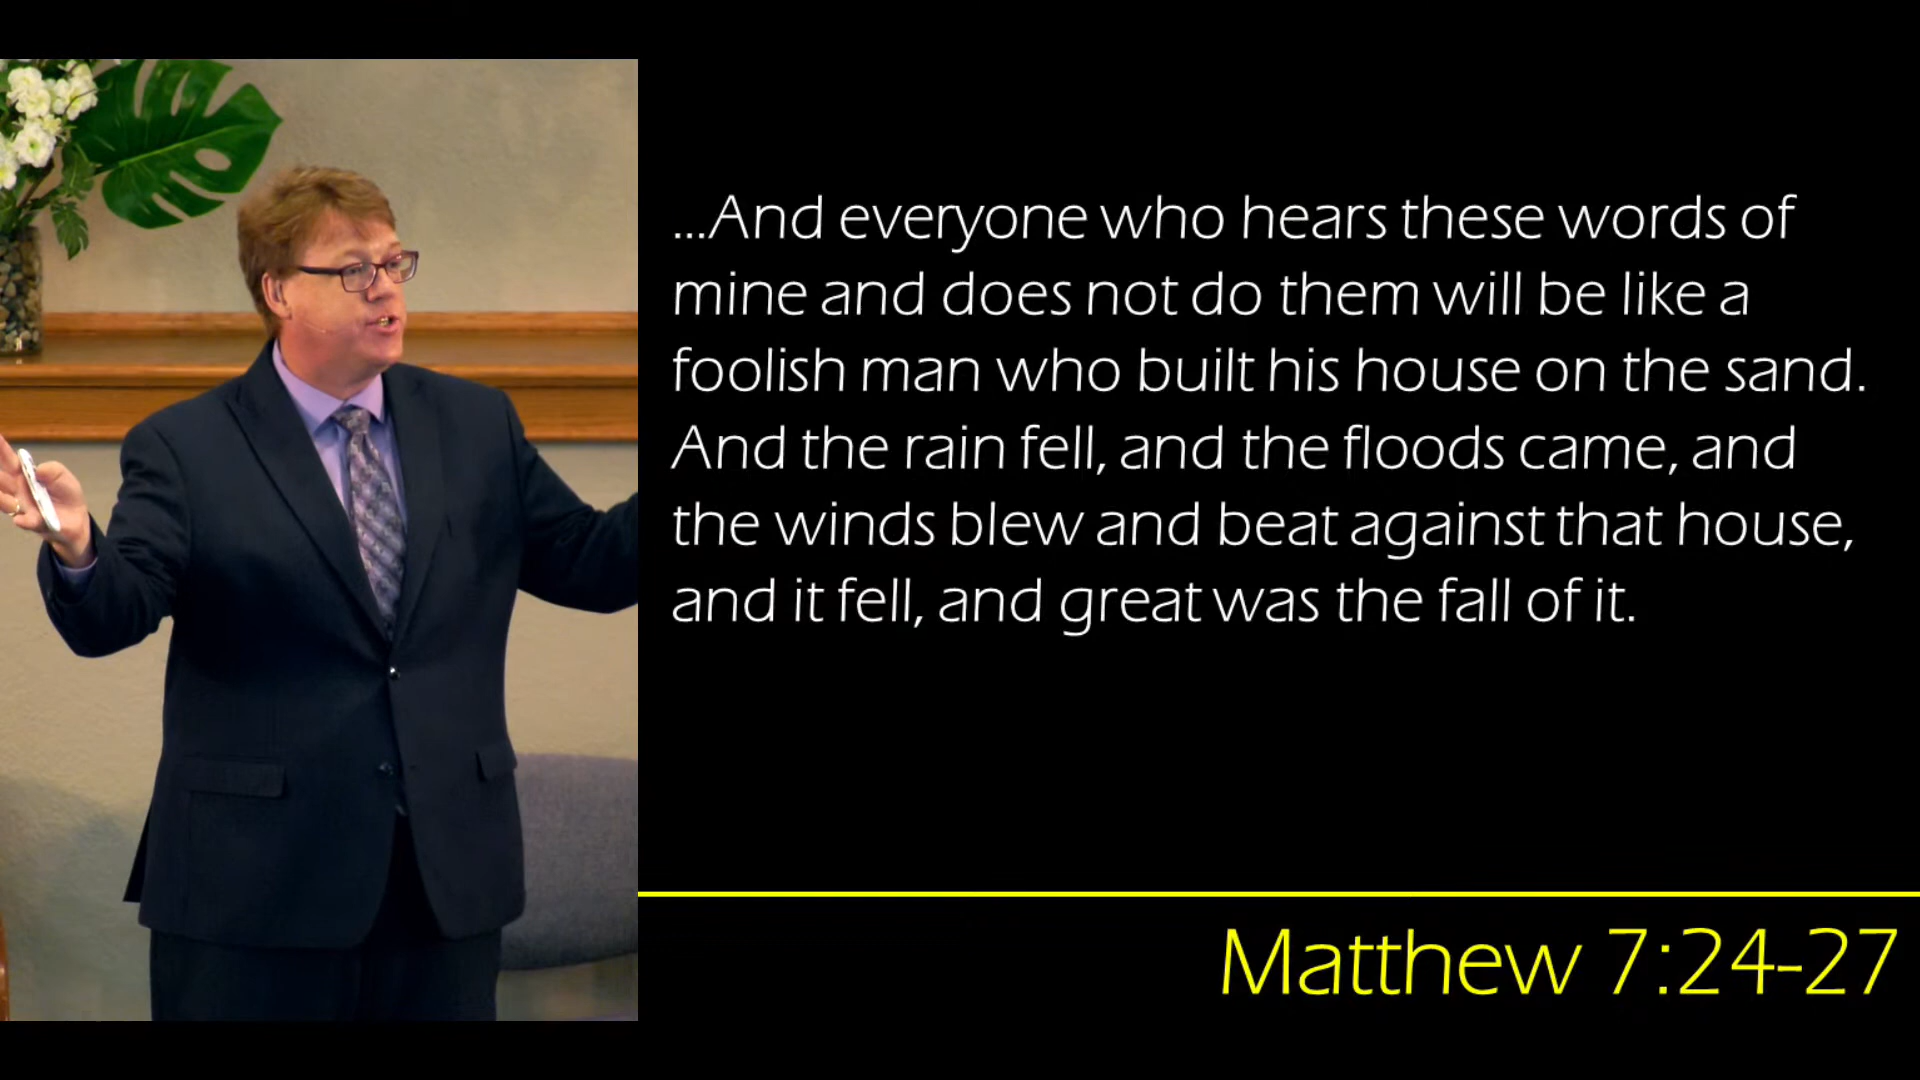 ...And everyone who hears these words of
mine and does not do them will be like a
foolish man who built his house on the sand.
And the rain fell, and the floods came, and
the winds blew and beat against that house,
and it fell, and great was the fall of it.
Matthew 7:24-27